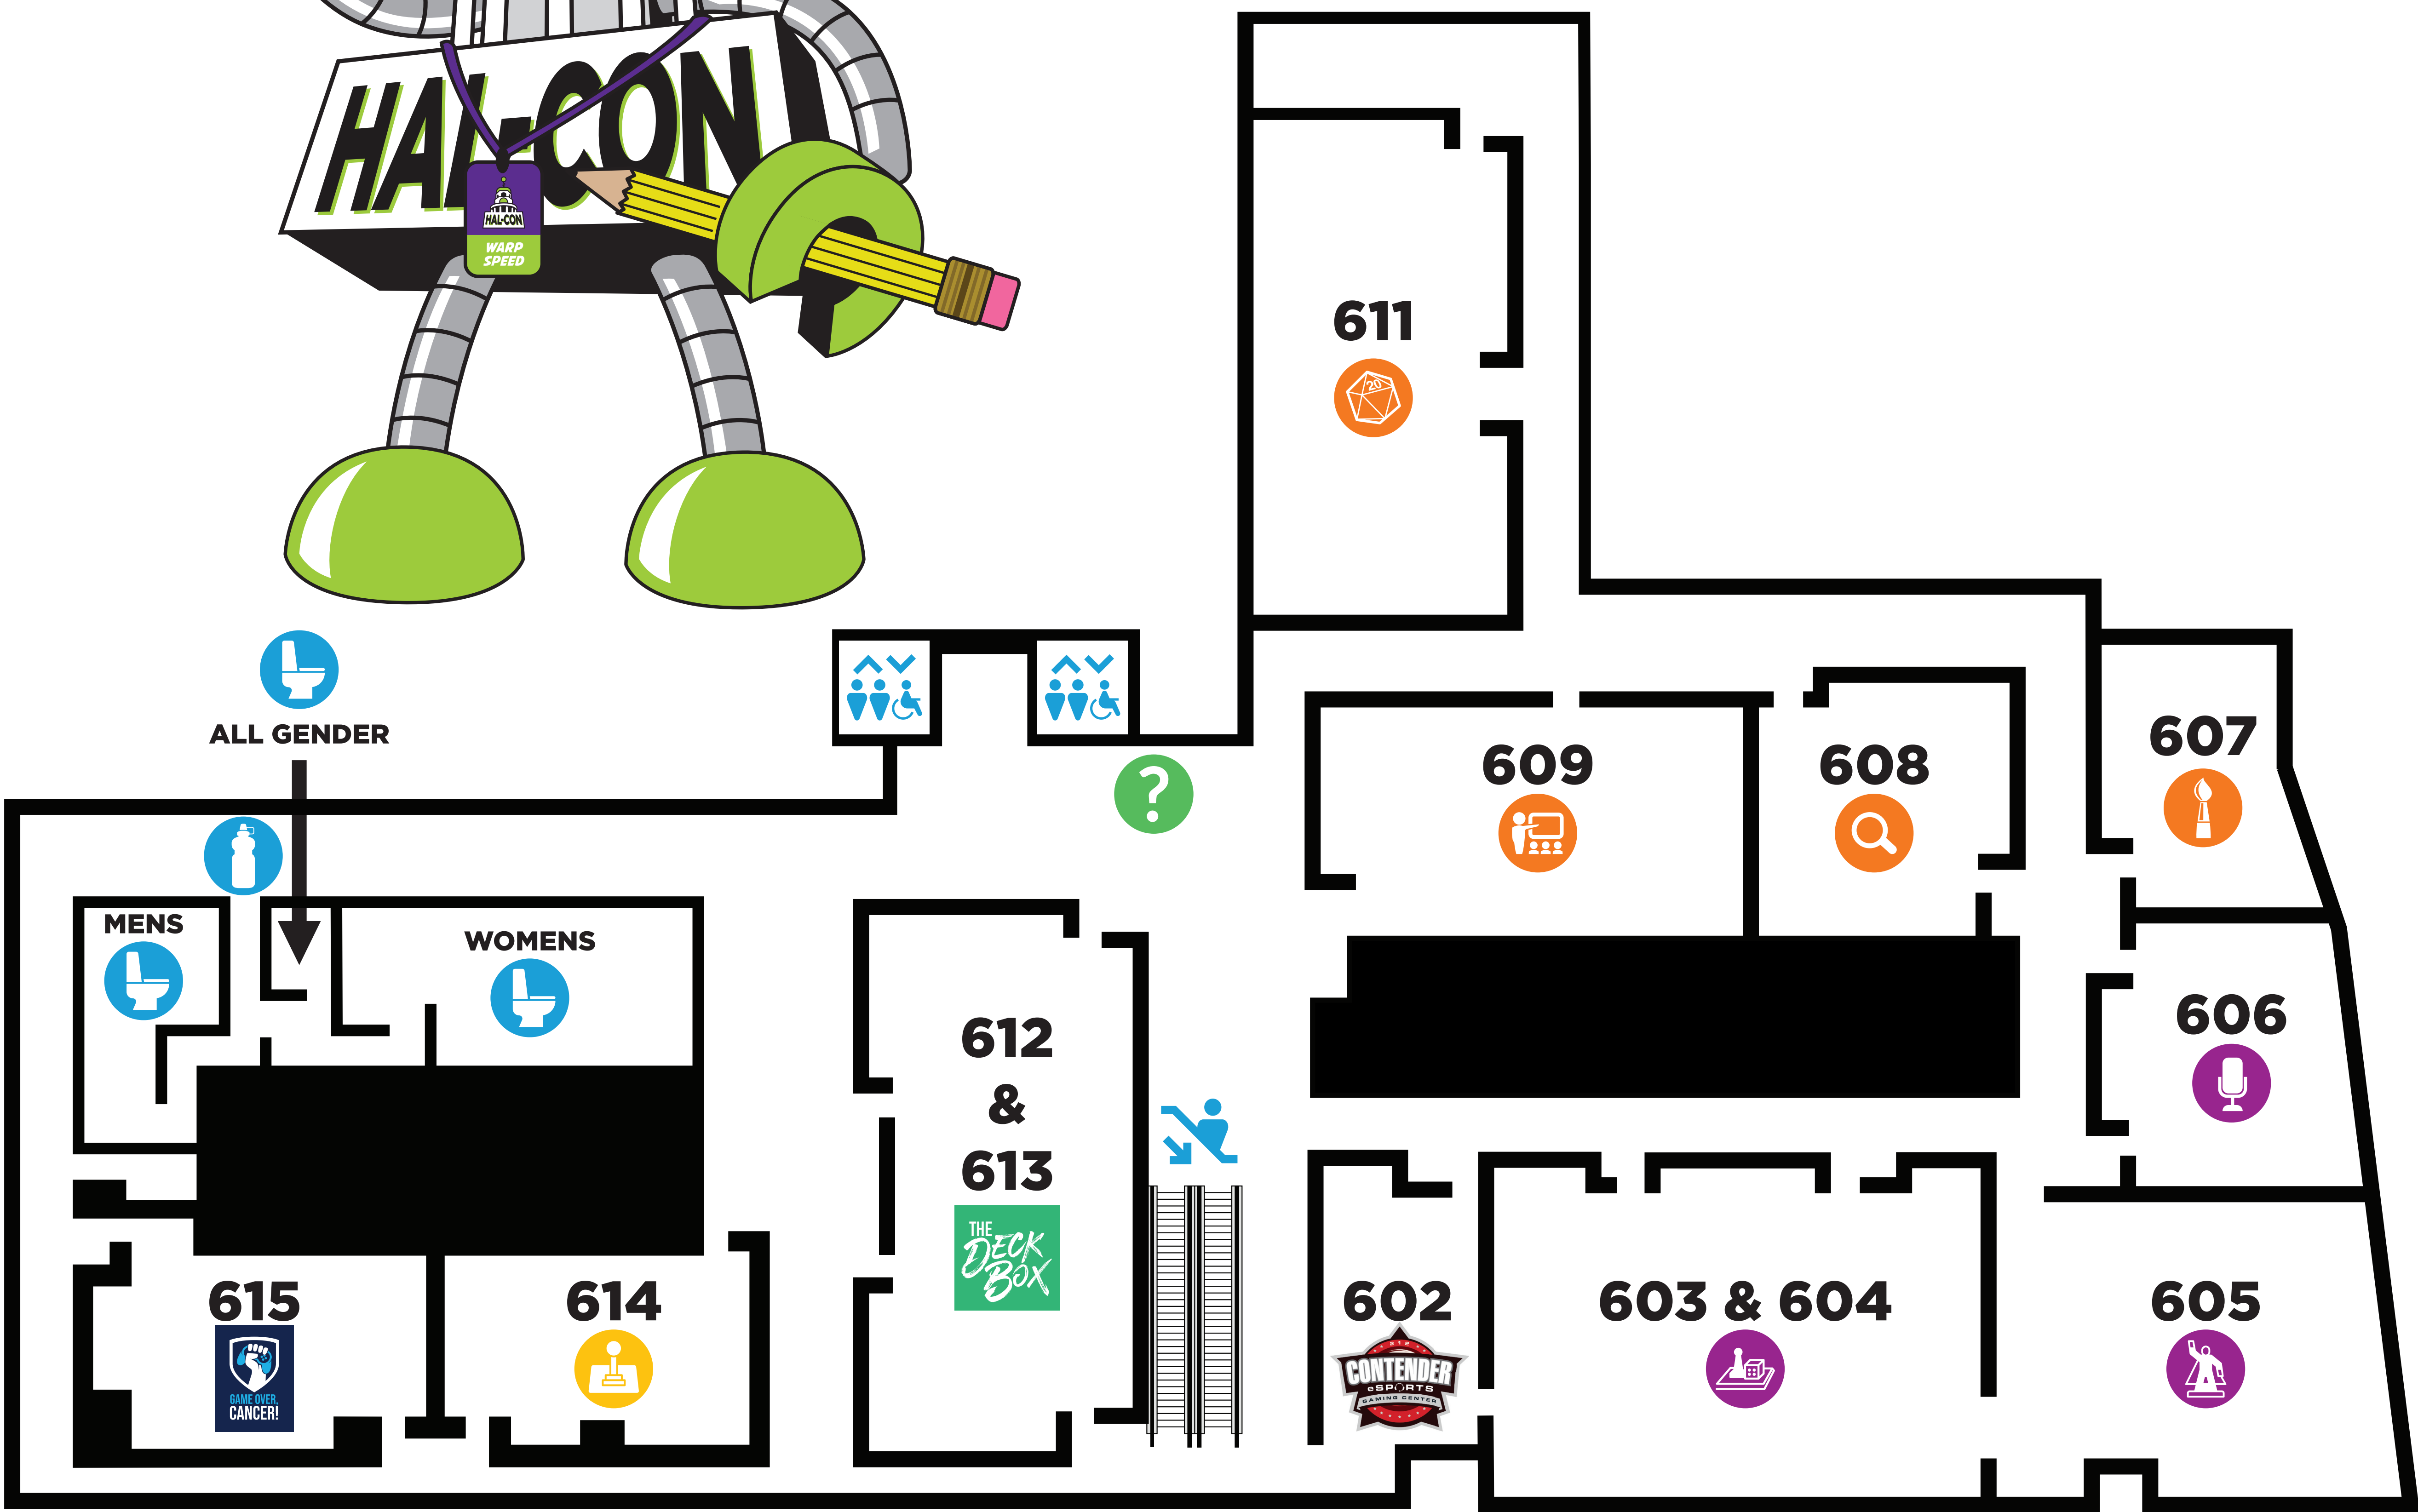 HAL-CON
HAL-CON
WARP
SPEED
611
20
ALL GENDER
?
609
608
607
MENS
WOMENS
612
&
613
THE
DECK
BOX
606
615
GAME OVER,
CANCER!
614
602
CONTENDER
eSPORTS
GAMING CENTER
603 & 604
605